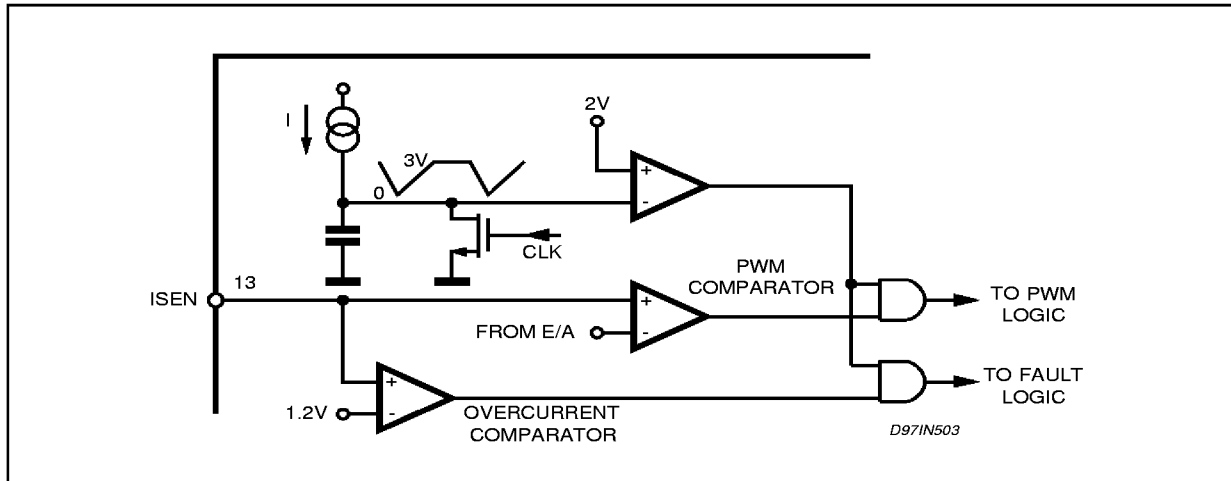 2V
I
3V
+
0
-
CLK
13
PWM
COMPARATOR
ISEN
+
TO PWM
LOGIC
FROM E/A
-
+
TO FAULT
LOGIC
1.2V
-
OVERCURRENT
COMPARATOR
D97IN503